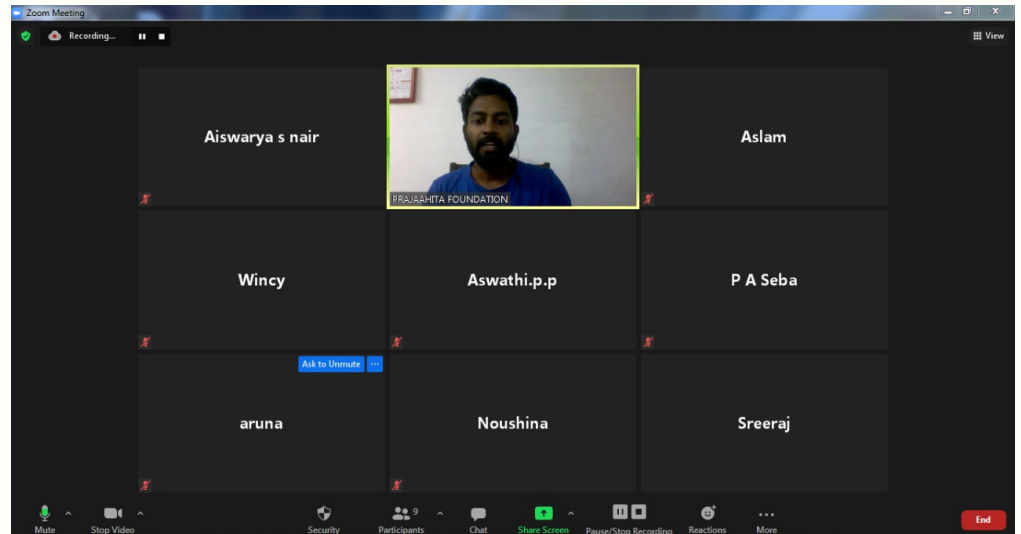 Zoom Meeting
Recording...
View
Aiswarya s nair
PRAJAAHITA FOUNDATION
Aslam
Wincy
Aswathi.p.p
P A Seba
Ask to Unmute ...
aruna
Noushina
Sreeraj
9
Mute Stop Video Security Participants Chat Share Screen Pause/Stop Recording Reactions More End